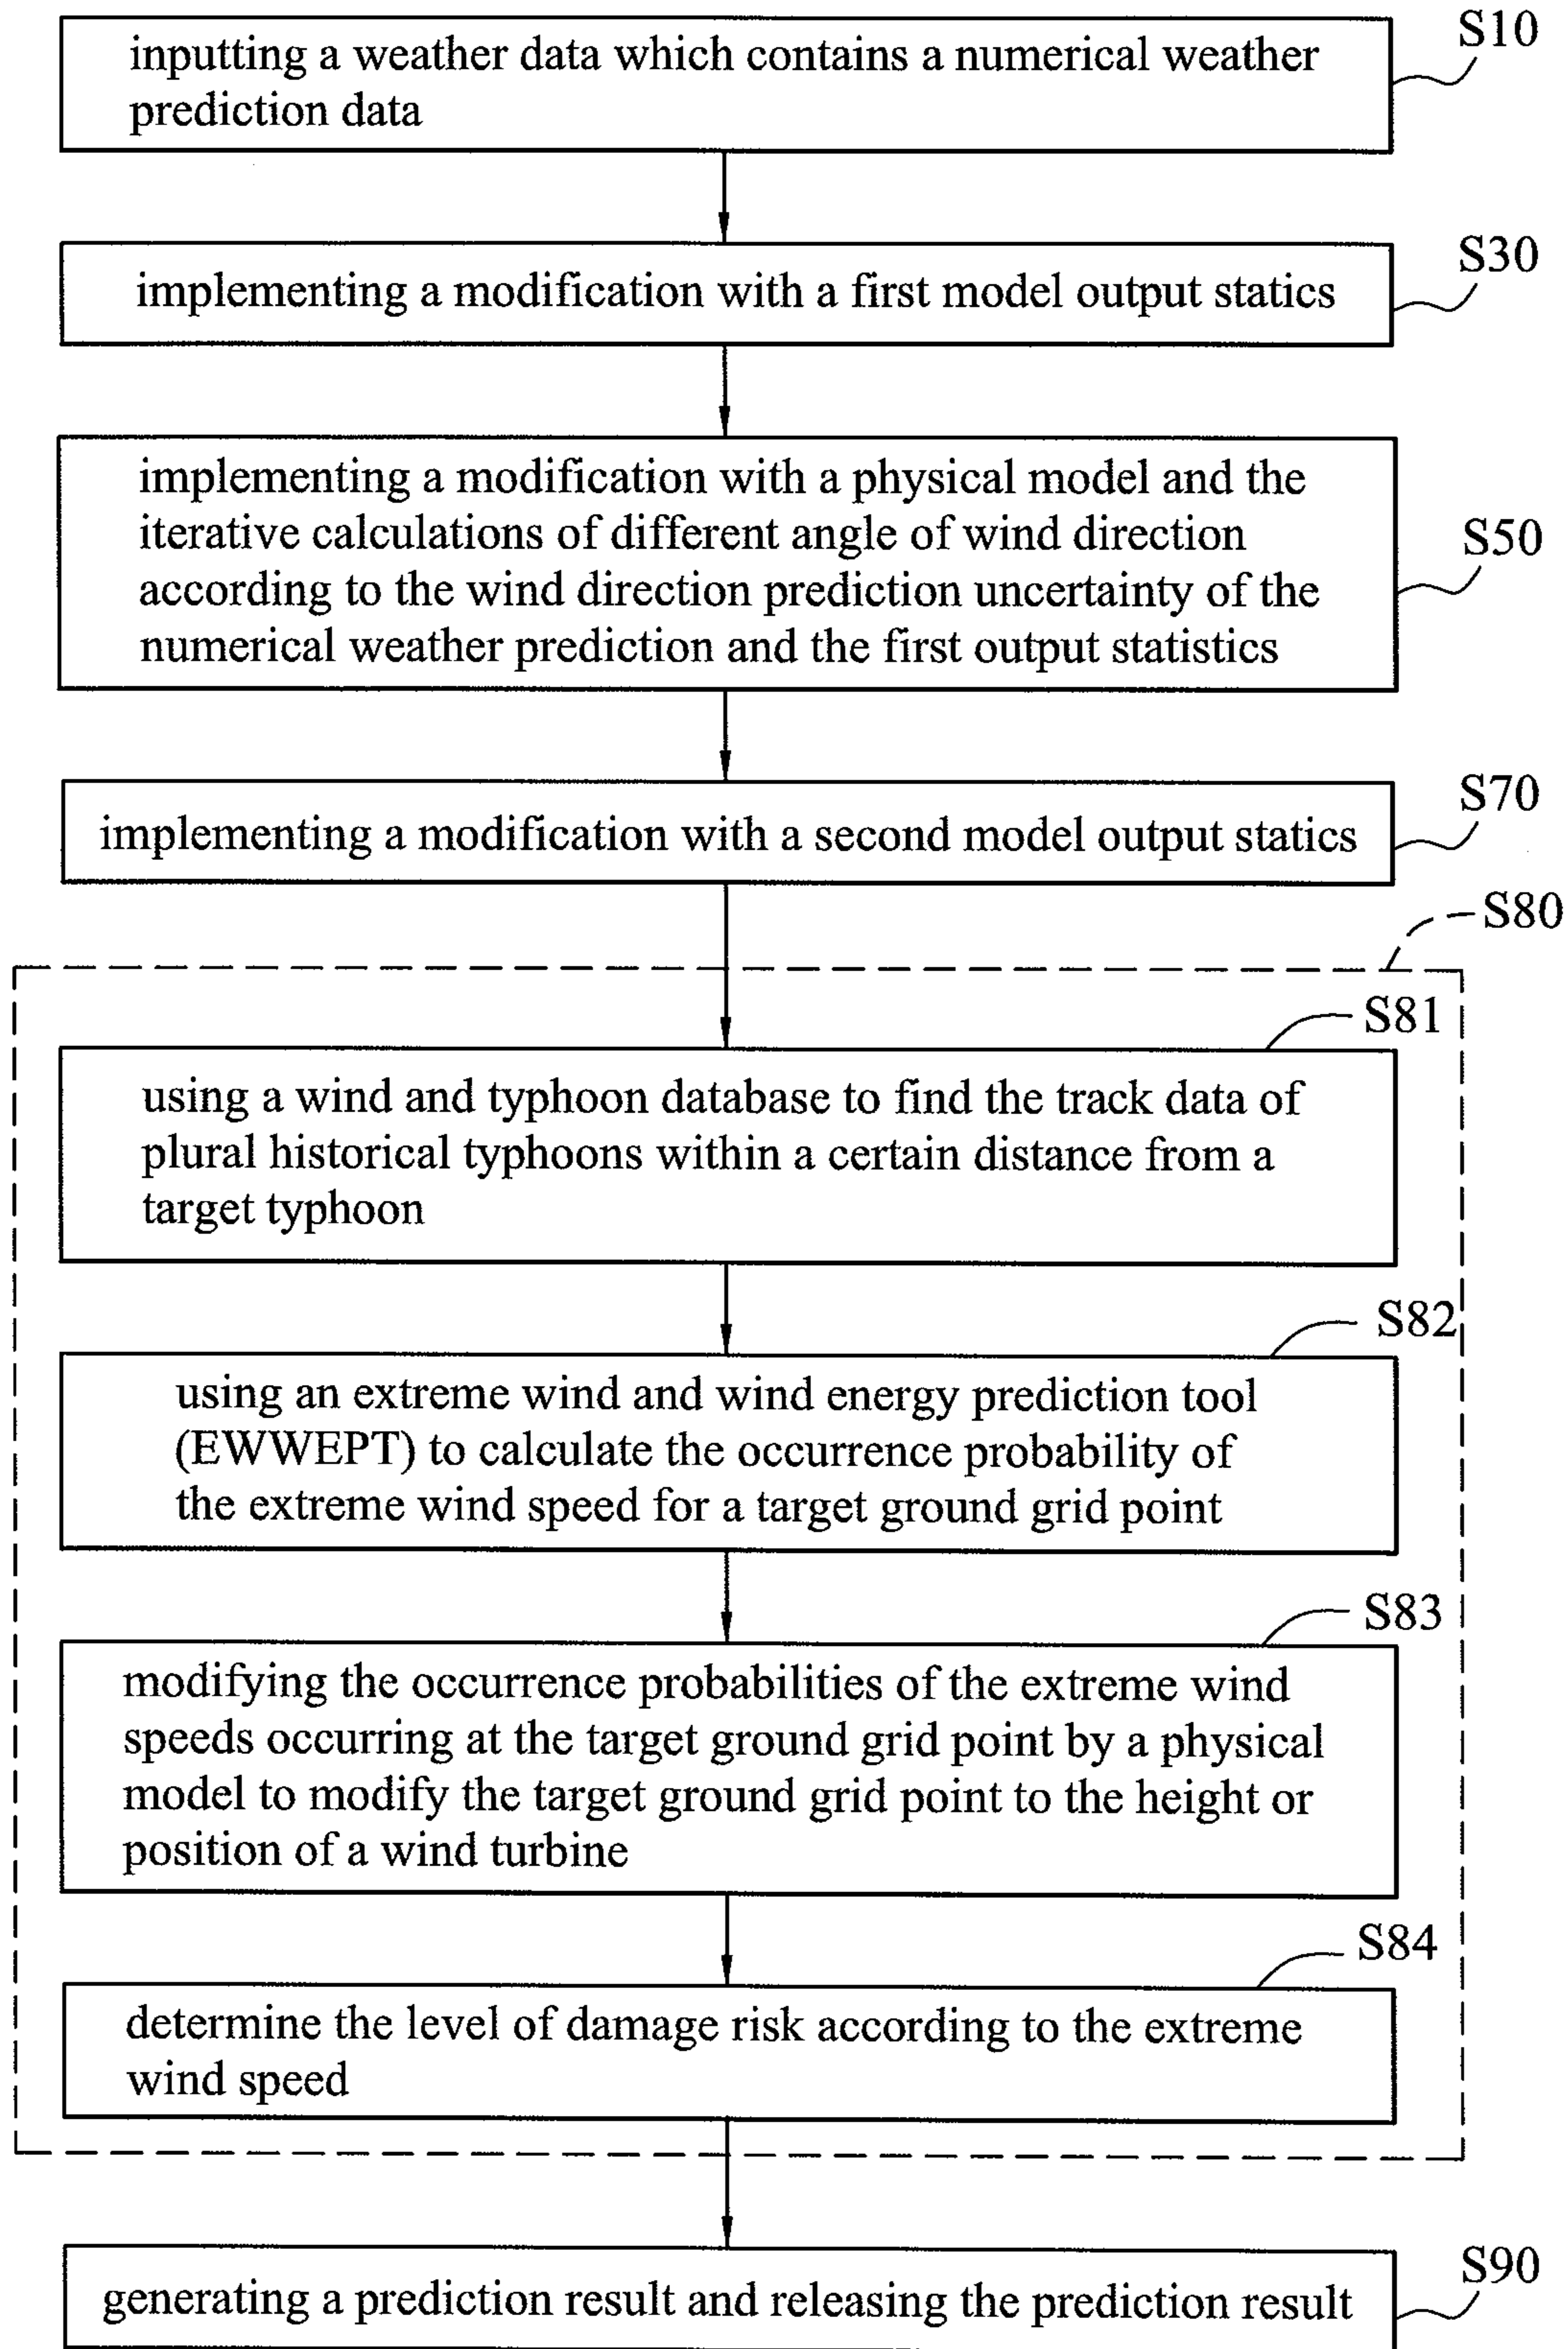 S10
inputting a weather data which contains a numerical weather
prediction data
S30
implementing a modification with a first model output statics
implementing a modification with a physical model and the
iterative calculations of different angle of wind direction
according to the wind direction prediction uncertainty of the
numerical weather prediction and the first output statistics
S50
S70
implementing a modification with a second model output statics
S80
S81
using a wind and typhoon database to find the track data of
plural historical typhoons within a certain distance from a
target typhoon
S82
using an extreme wind and wind energy prediction tool
(EWWEPT) to calculate the occurrence probability of
the extreme wind speed for a target ground grid point
S83
modifying the occurrence probabilities of the extreme wind
speeds occurring at the target ground grid point by a physical
model to modify the target ground grid point to the height or
position of a wind turbine
S84
determine the level of damage risk according to the extreme
wind speed
S90
generating a prediction result and releasing the prediction result